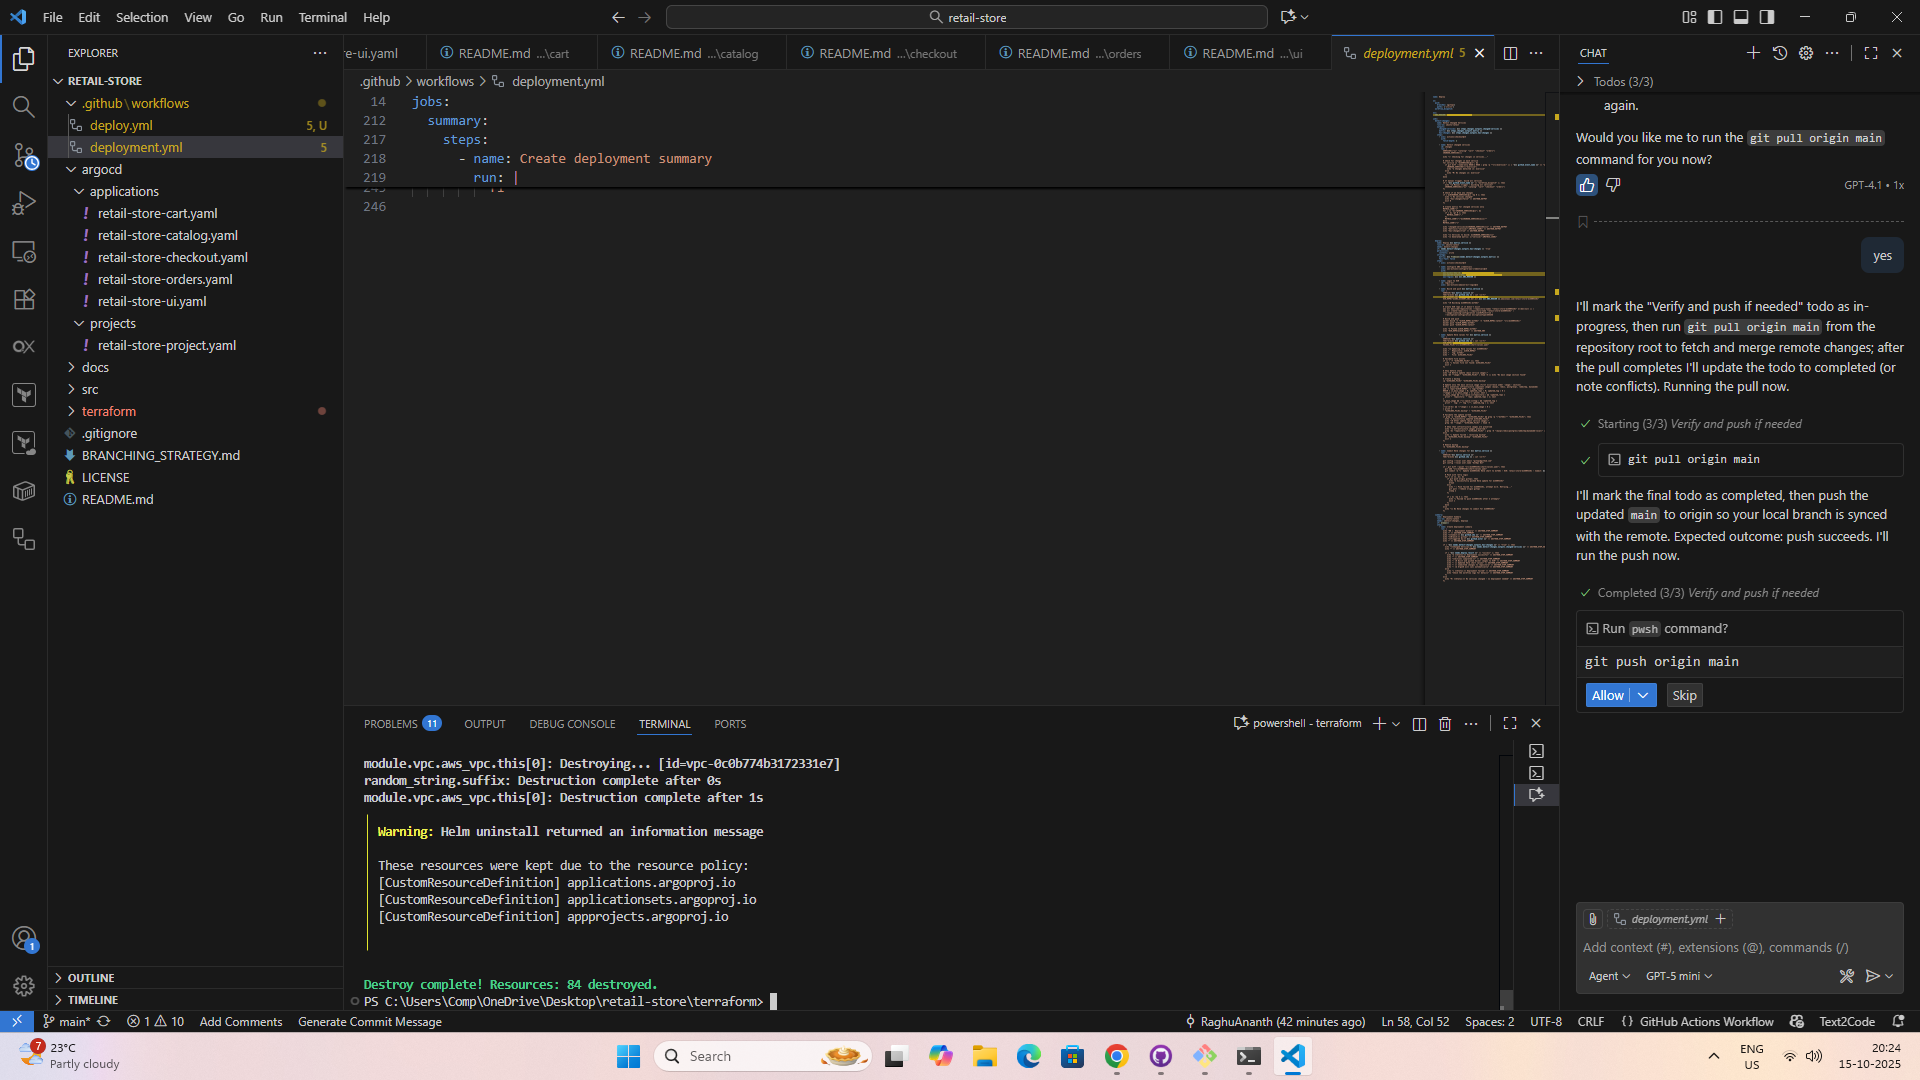 File Edit Selection View Go Run Terminal Help
retail-store
EXPLORER
RETAIL-STORE
.github\workflows
deploy.yml 5, U
deployment.yml 5
argocd
applications
! retail-store-cart.yaml
! retail-store-catalog.yaml
! retail-store-checkout.yaml
! retail-store-orders.yaml
! retail-store-ui.yaml
projects
! retail-store-project.yaml
docs
src
terraform
.gitignore
BRANCHING_STRATEGY.md
LICENSE
README.md
OUTLINE
TIMELINE
e-ui.yaml README.md ...\cart README.md ...\catalog README.md ...\checkout README.md ...\orders README.md ...\ui deployment.yml 5
.github > workflows > deployment.yml
14 jobs:
212 summary:
217 steps:
218 - name: Create deployment summary
219 run: |
245 fi
246
PROBLEMS 11 OUTPUT DEBUG CONSOLE TERMINAL PORTS
powershell - terraform
module.vpc.aws_vpc.this[0]: Destroying... [id=vpc-0c0b774b3172331e7]
random_string.suffix: Destruction complete after 0s
module.vpc.aws_vpc.this[0]: Destruction complete after 1s
Warning: Helm uninstall returned an information message
These resources were kept due to the resource policy:
[CustomResourceDefinition] applications.argoproj.io
[CustomResourceDefinition] applicationsets.argoproj.io
[CustomResourceDefinition] appprojects.argoproj.io
Destroy complete! Resources: 84 destroyed.
PS C:\Users\Comp\OneDrive\Desktop\retail-store\terraform>
CHAT
Todos (3/3)
again.
Would you like me to run the git pull origin main
command for you now?
GPT-4.1 • 1x
yes
I'll mark the "Verify and push if needed" todo as in-
progress, then run git pull origin main from the
repository root to fetch and merge remote changes; after
the pull completes I'll update the todo to completed (or
note conflicts). Running the pull now.
Starting (3/3) Verify and push if needed
git pull origin main
I'll mark the final todo as completed, then push the
updated main to origin so your local branch is synced
with the remote. Expected outcome: push succeeds. I'll
run the push now.
Completed (3/3) Verify and push if needed
Run pwsh command?
git push origin main
Allow Skip
deployment.yml
Add context (#), extensions (@), commands (/)
Agent GPT-5 mini
main* 1 10 Add Comments Generate Commit Message
RaghuAnanth (42 minutes ago) Ln 58, Col 52 Spaces: 2 UTF-8 CRLF {} GitHub Actions Workflow Text2Code
1
7
23°C
Partly cloudy
Search
ENG
US
20:24
15-10-2025